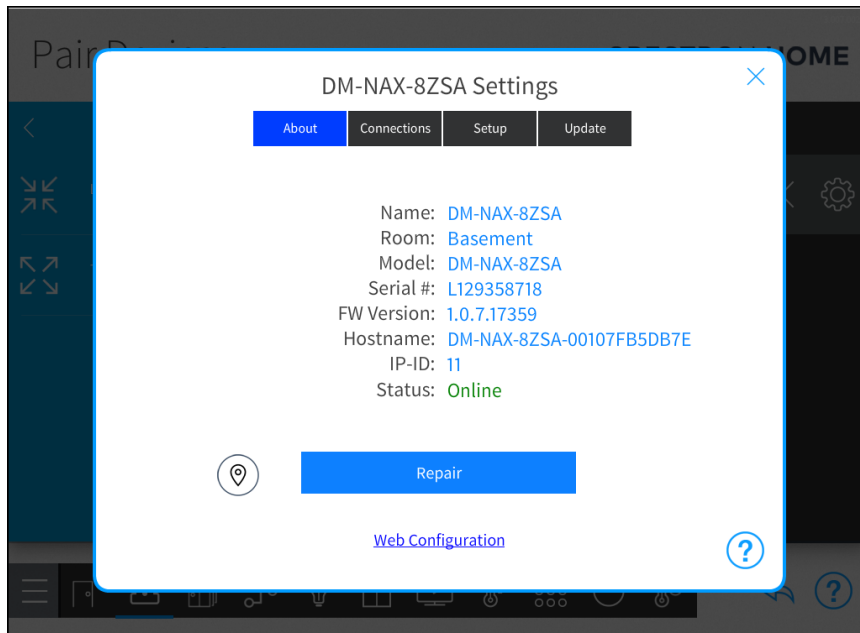 Pair
OME
DM-NAX-8ZSA Settings
About
Connections
Setup
Update
Name: DM-NAX-8ZSA
Room: Basement
Model: DM-NAX-8ZSA
Serial #: L129358718
FW Version: 1.0.7.17359
Hostname: DM-NAX-8ZSA-00107FB5DB7E
IP-ID: 11
Status: Online
Repair
Web Configuration
?
?